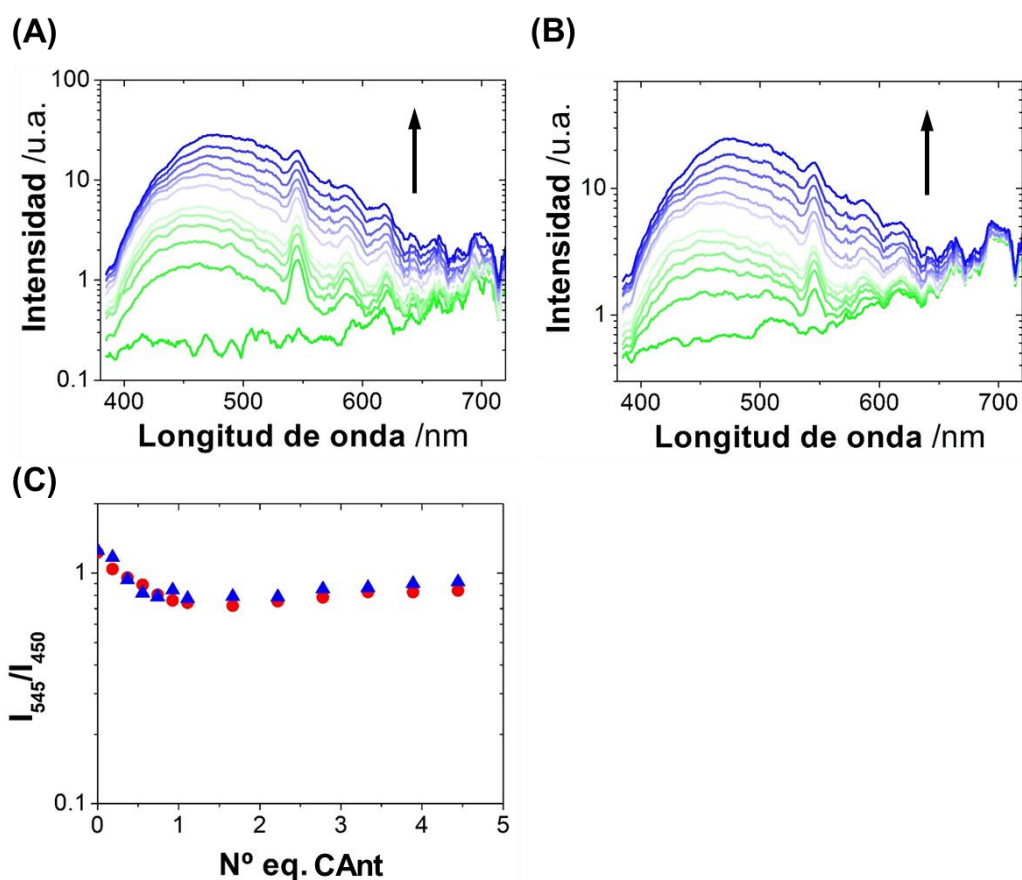 (A)
100
10
1
0.1
Intensidad /u.a.
400 500 600 700
Longitud de onda /nm
(B)
10
1
Intensidad /u.a.
400 500 600 700
Longitud de onda /nm
(C)
1
0.1
I545/I450
0 1 2 3 4 5
Nº eq. CAnt